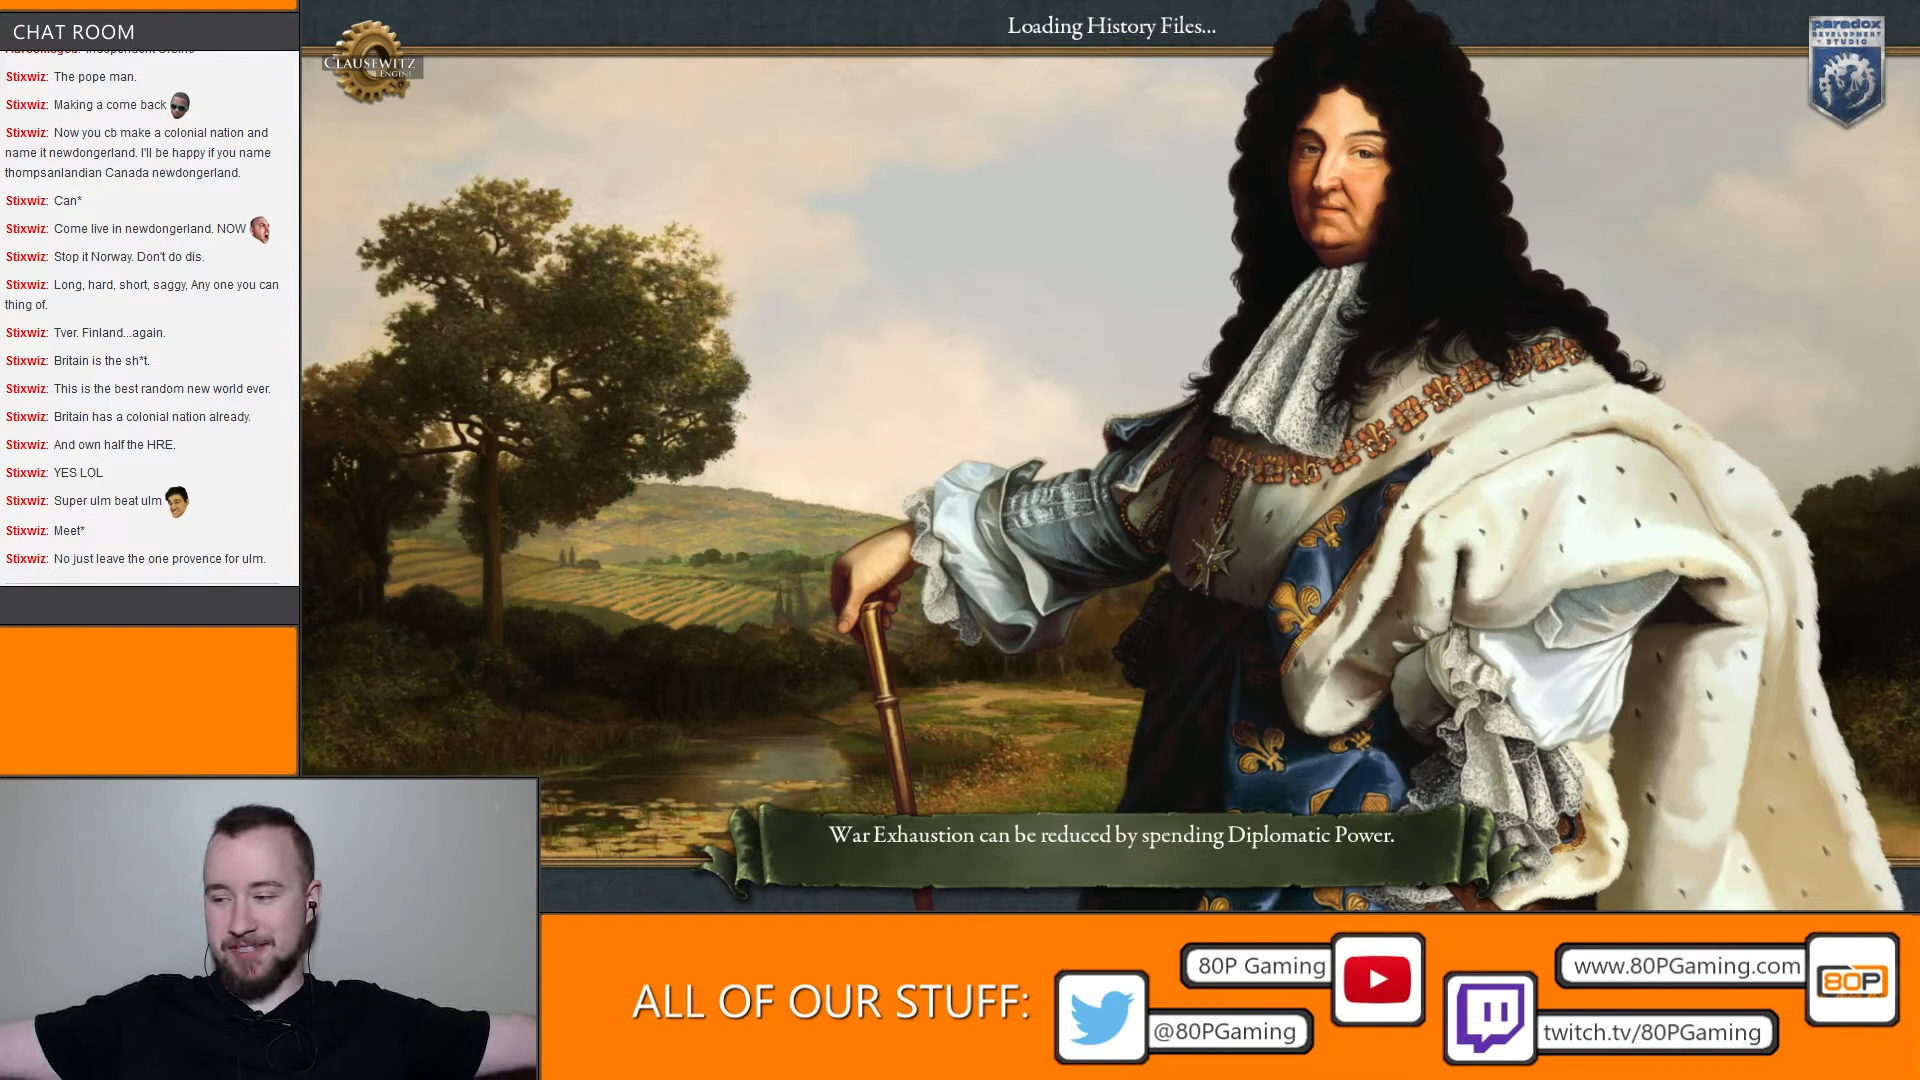 CHAT ROOM
Stixwiz: The pope man.
Stixwiz: Making a come back
Stixwiz: Now you cb make a colonial nation and
name it newdongerland. I'll be happy if you name
thompsanlandian Canada newdongerland.
Stixwiz: Can*
Stixwiz: Come live in newdongerland. NOW
Stixwiz: Stop it Norway. Don't do dis.
Stixwiz: Long, hard, short, saggy, Any one you can
thing of.
Stixwiz: Tver. Finland...again.
Stixwiz: Britain is the sh*t.
Stixwiz: This is the best random new world ever.
Stixwiz: Britain has a colonial nation already.
Stixwiz: And own half the HRE.
Stixwiz: YES LOL
Stixwiz: Super ulm beat ulm
Stixwiz: Meet*
Stixwiz: No just leave the one provence for ulm.
CLAUSEWITZ
ENGINE
Loading History Files...
paradox
DEVELOPMENT
STUDIO
War Exhaustion can be reduced by spending Diplomatic Power.
ALL OF OUR STUFF:
80P Gaming
@80PGaming
www.80PGaming.com
80P
twitch.tv/80PGaming